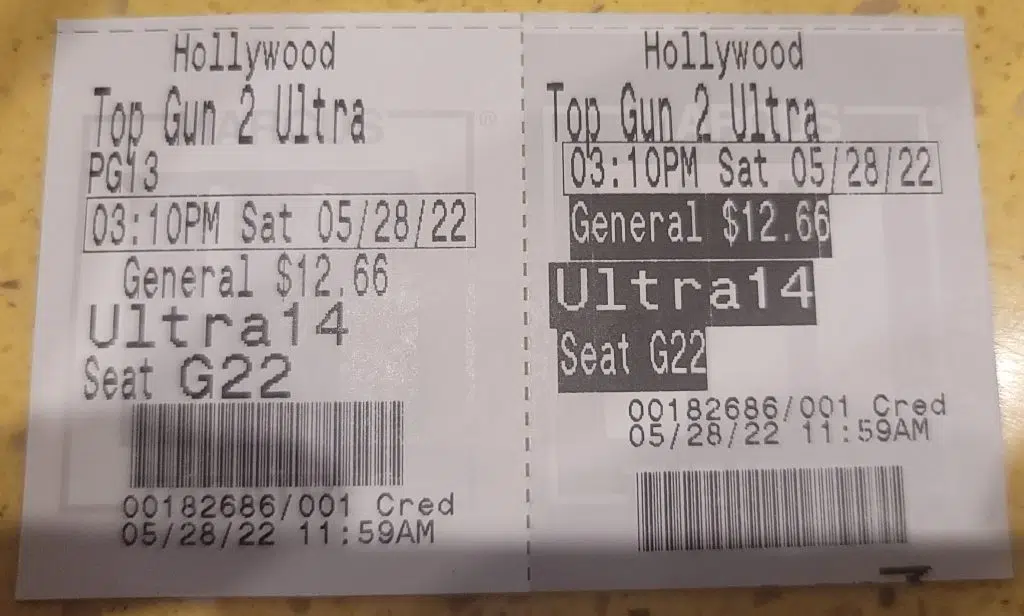 Hollywood
Top Gun 2 Ultra
PG13
03:10PM Sat 05/28/22
General $12.66
Ultra14
Seat G22
00182686/001 Cred
05/28/22 11:59AM
Hollywood
Top Gun 2 Ultra
03:10PM Sat 05/28/22
General $12.66
Ultra14
Seat G22
00182686/001 Cred
05/28/22 11:59AM